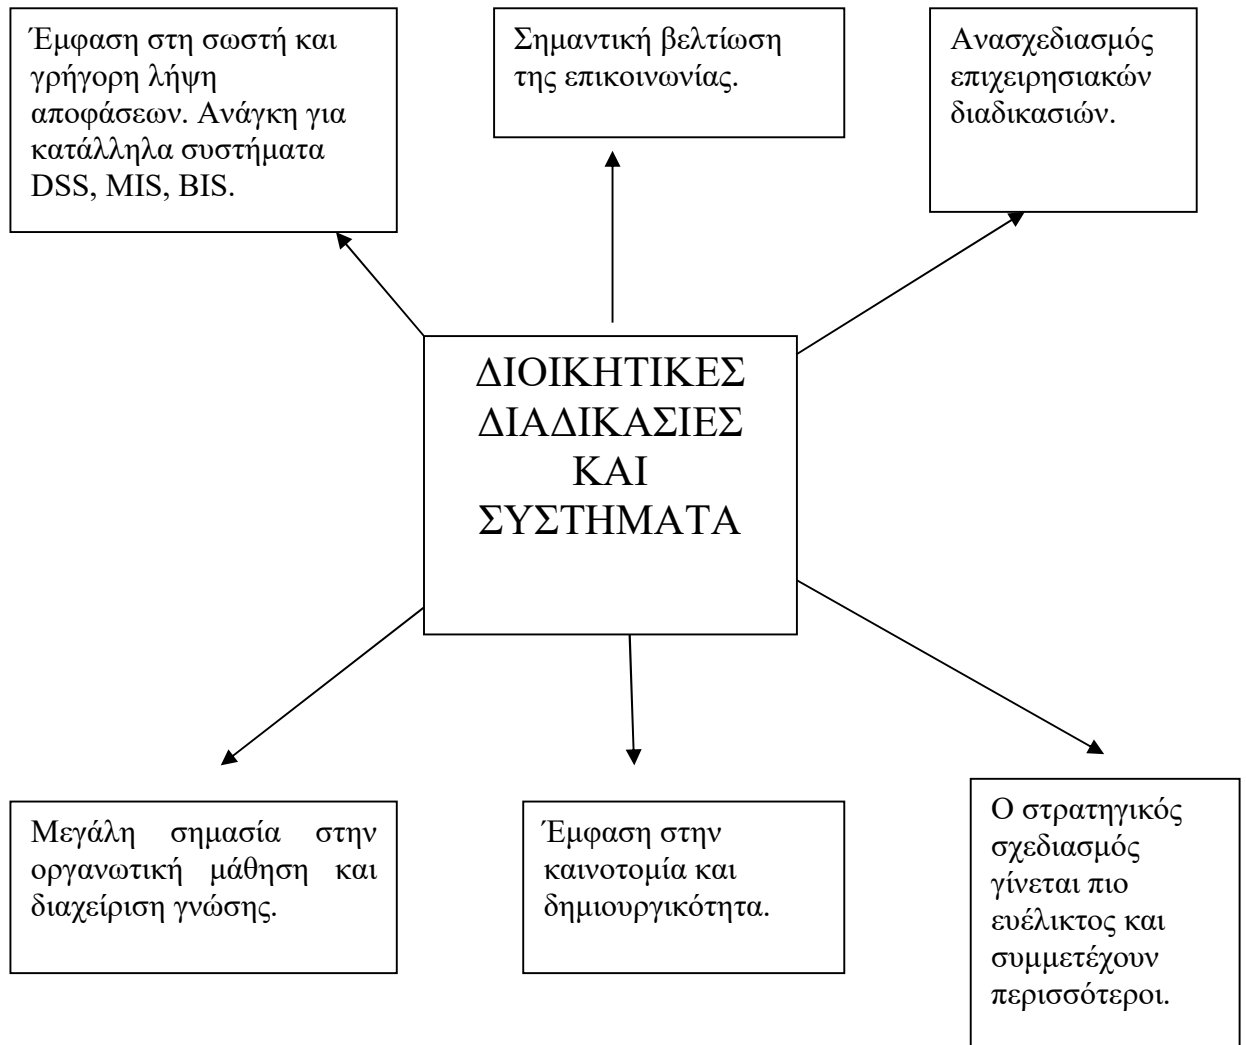 Έμφαση στη σωστή και
γρήγορη λήψη
αποφάσεων. Ανάγκη για
κατάλληλα συστήματα
DSS, MIS, BIS.
Σημαντική βελτίωση
της επικοινωνίας.
Ανασχεδιασμός
επιχειρησιακών
διαδικασιών.
ΔΙΟΙΚΗΤΙΚΕΣ
ΔΙΑΔΙΚΑΣΙΕΣ
ΚΑΙ
ΣΥΣΤΗΜΑΤΑ
Μεγάλη σημασία στην
οργανωτική μάθηση και
διαχείριση γνώσης.
Έμφαση στην
καινοτομία και
δημιουργικότητα.
Ο στρατηγικός
σχεδιασμός
γίνεται πιο
ευέλικτος και
συμμετέχουν
περισσότεροι.